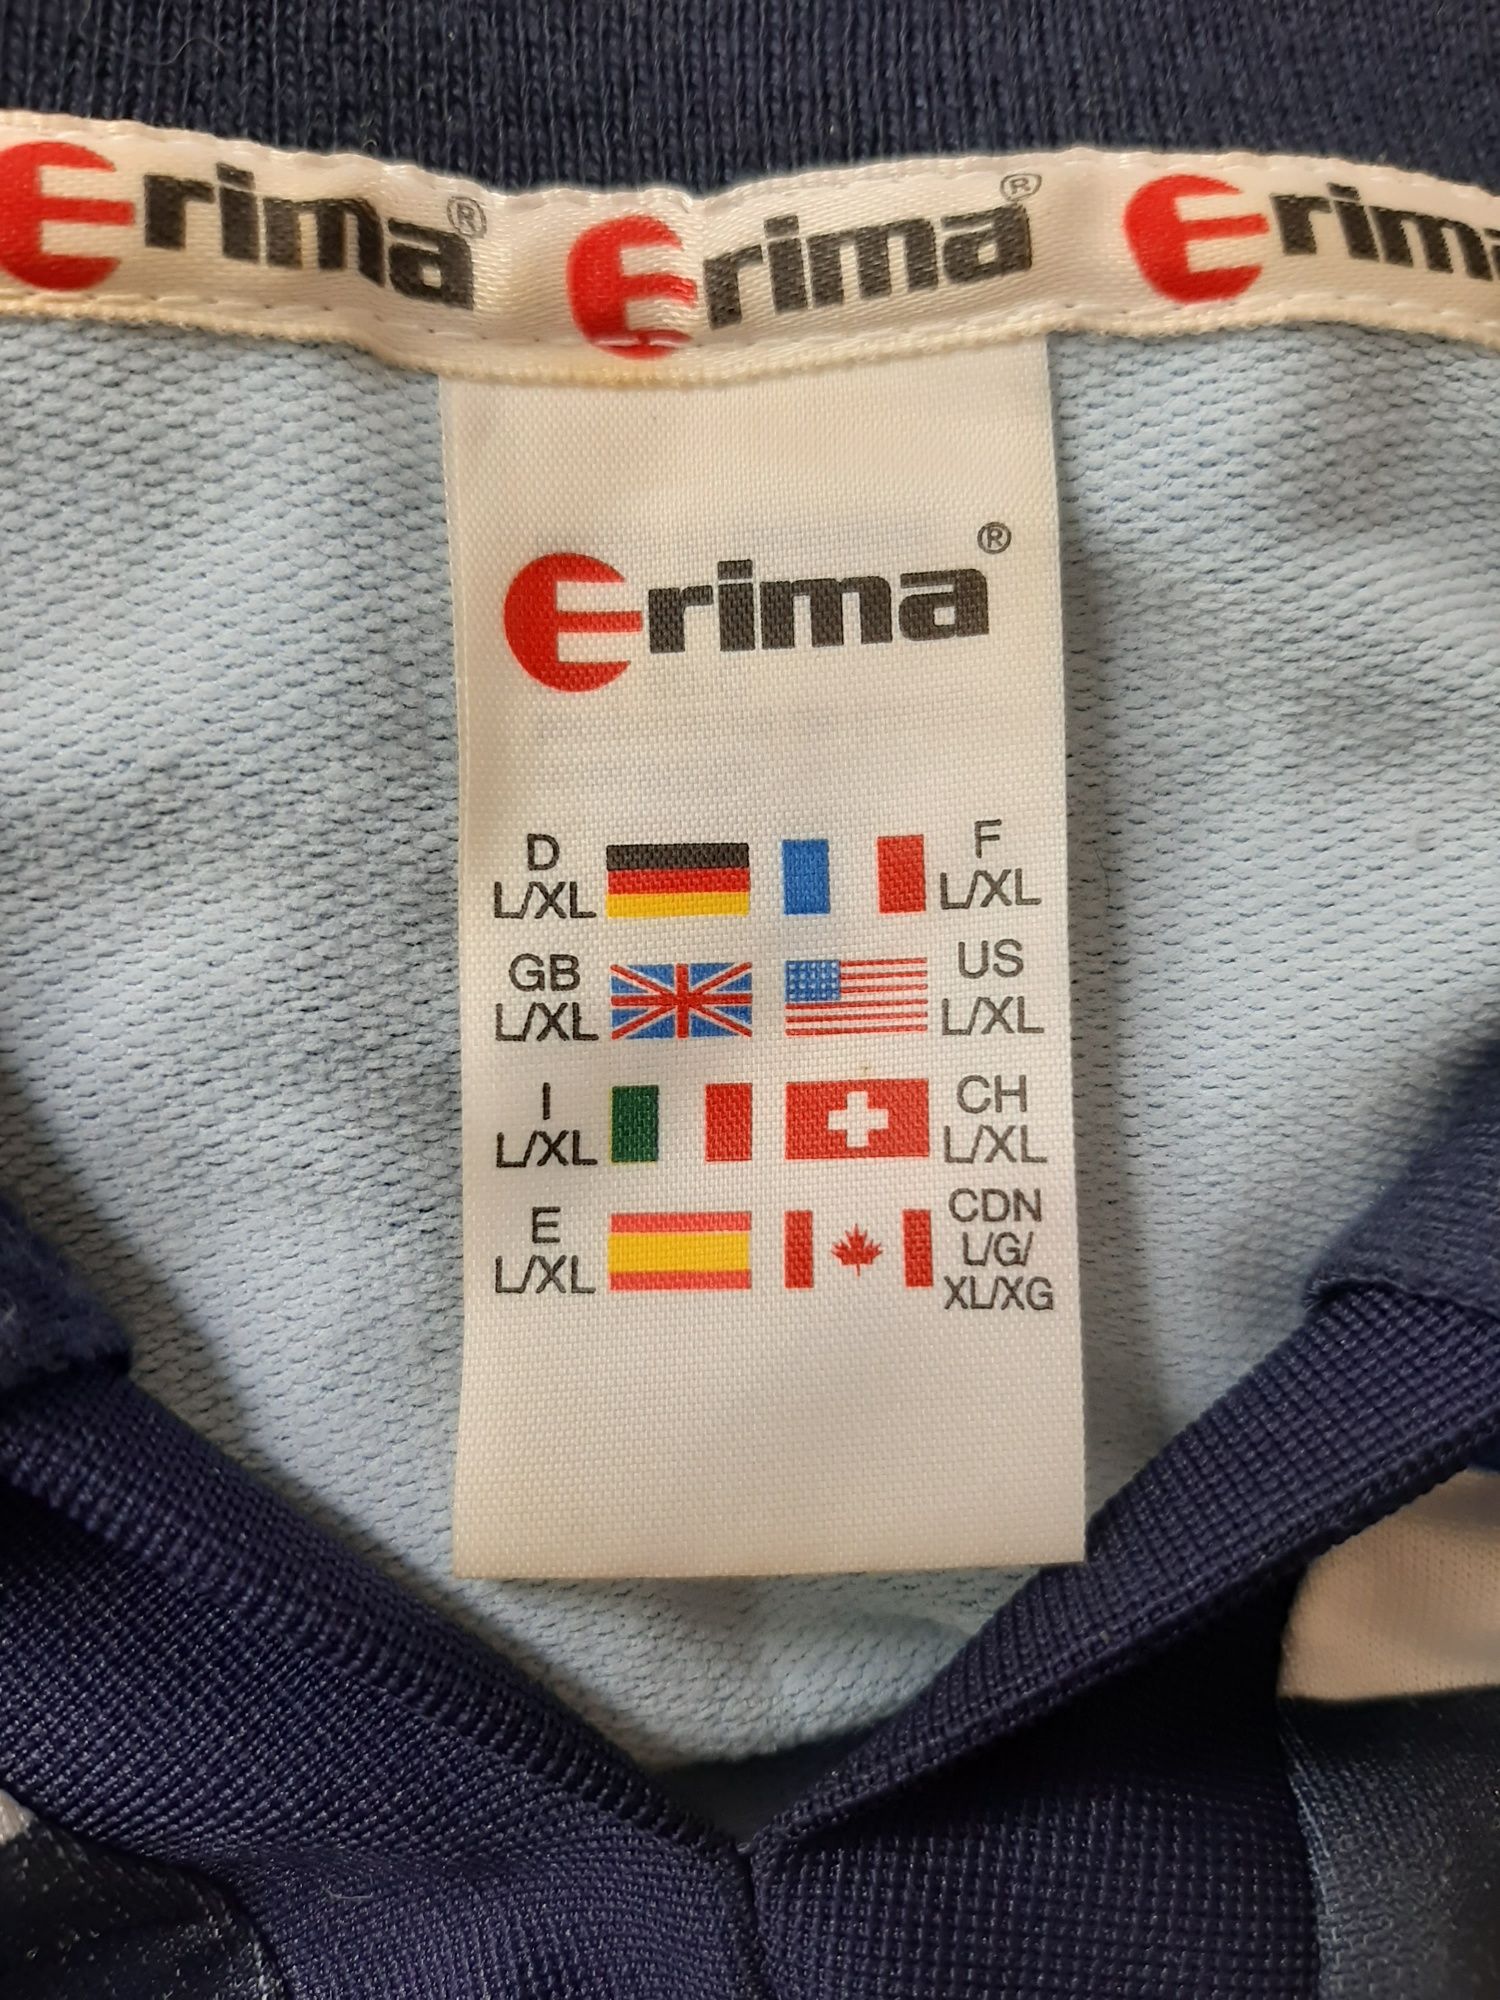 Erima® Erima® Erima
Erima®
D L/XL F L/XL
GB L/XL US L/XL
I L/XL CH L/XL
E L/XL CDN L/G/ XL/XG